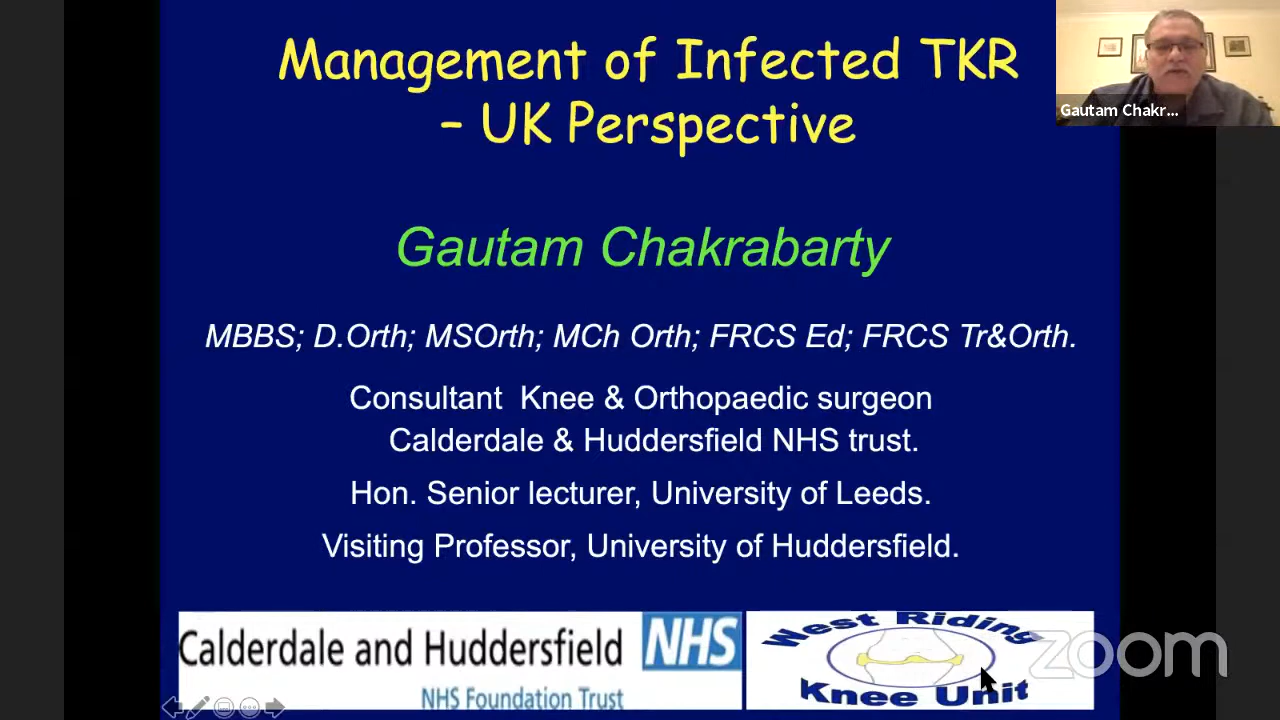 Management of Infected TKR
– UK Perspective
Gautam Chakr...
Gautam Chakrabarty
MBBS; D.Orth; MSOrth; MCh Orth; FRCS Ed; FRCS Tr&Orth.
Consultant Knee & Orthopaedic surgeon
Calderdale & Huddersfield NHS trust.
Hon. Senior lecturer, University of Leeds.
Visiting Professor, University of Huddersfield.
Calderdale and Huddersfield NHS
NHS Foundation Trust
West Riding
Knee Unit
zoom